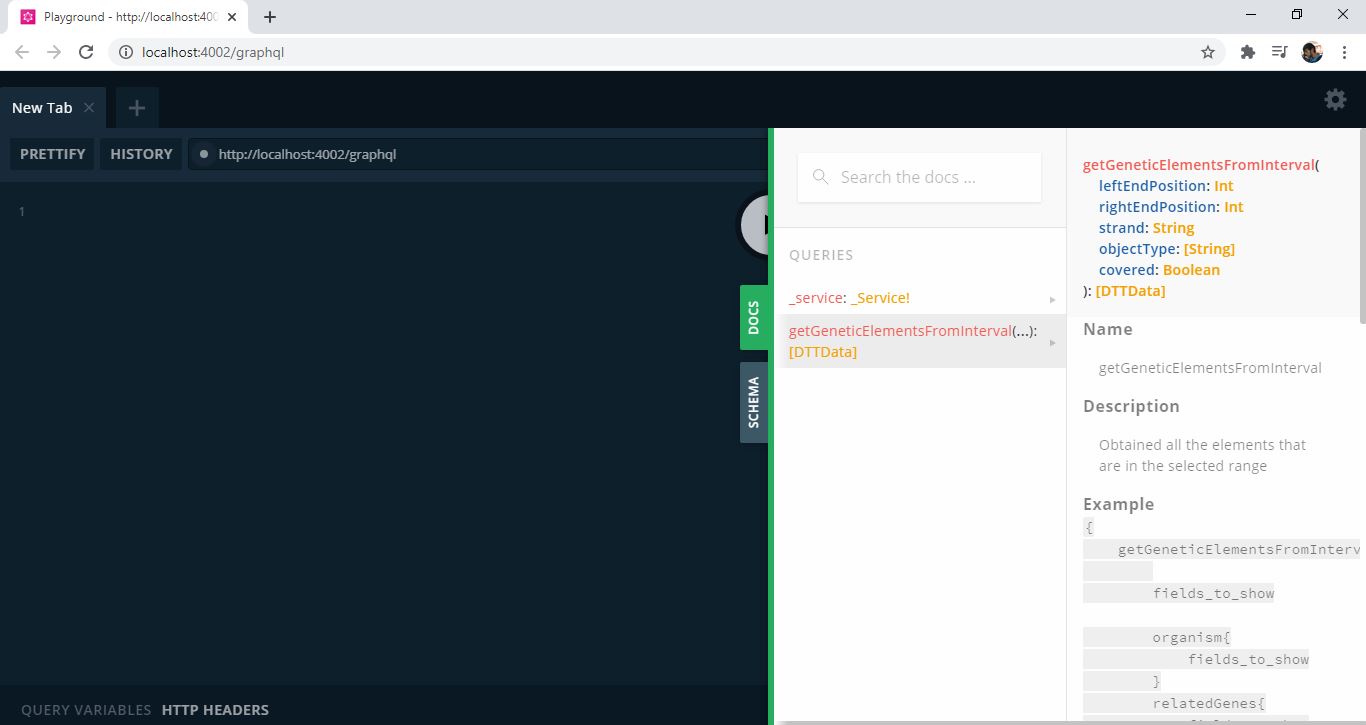 Playground - http://localhost:400
localhost:4002/graphql
New Tab
PRETTIFY HISTORY http://localhost:4002/graphql
1
DOCS
SCHEMA
QUERY VARIABLES HTTP HEADERS
Search the docs ...
QUERIES
_service: _Service!
getGeneticElementsFromInterval(...):
[DTTData]
getGeneticElementsFromInterval(
leftEndPosition: Int
rightEndPosition: Int
strand: String
objectType: [String]
covered: Boolean
): [DTTData]
Name
getGeneticElementsFromInterval
Description
Obtained all the elements that
are in the selected range
Example
{
getGeneticElementsFromInterv
fields_to_show
organism{
fields_to_show
}
relatedGenes{